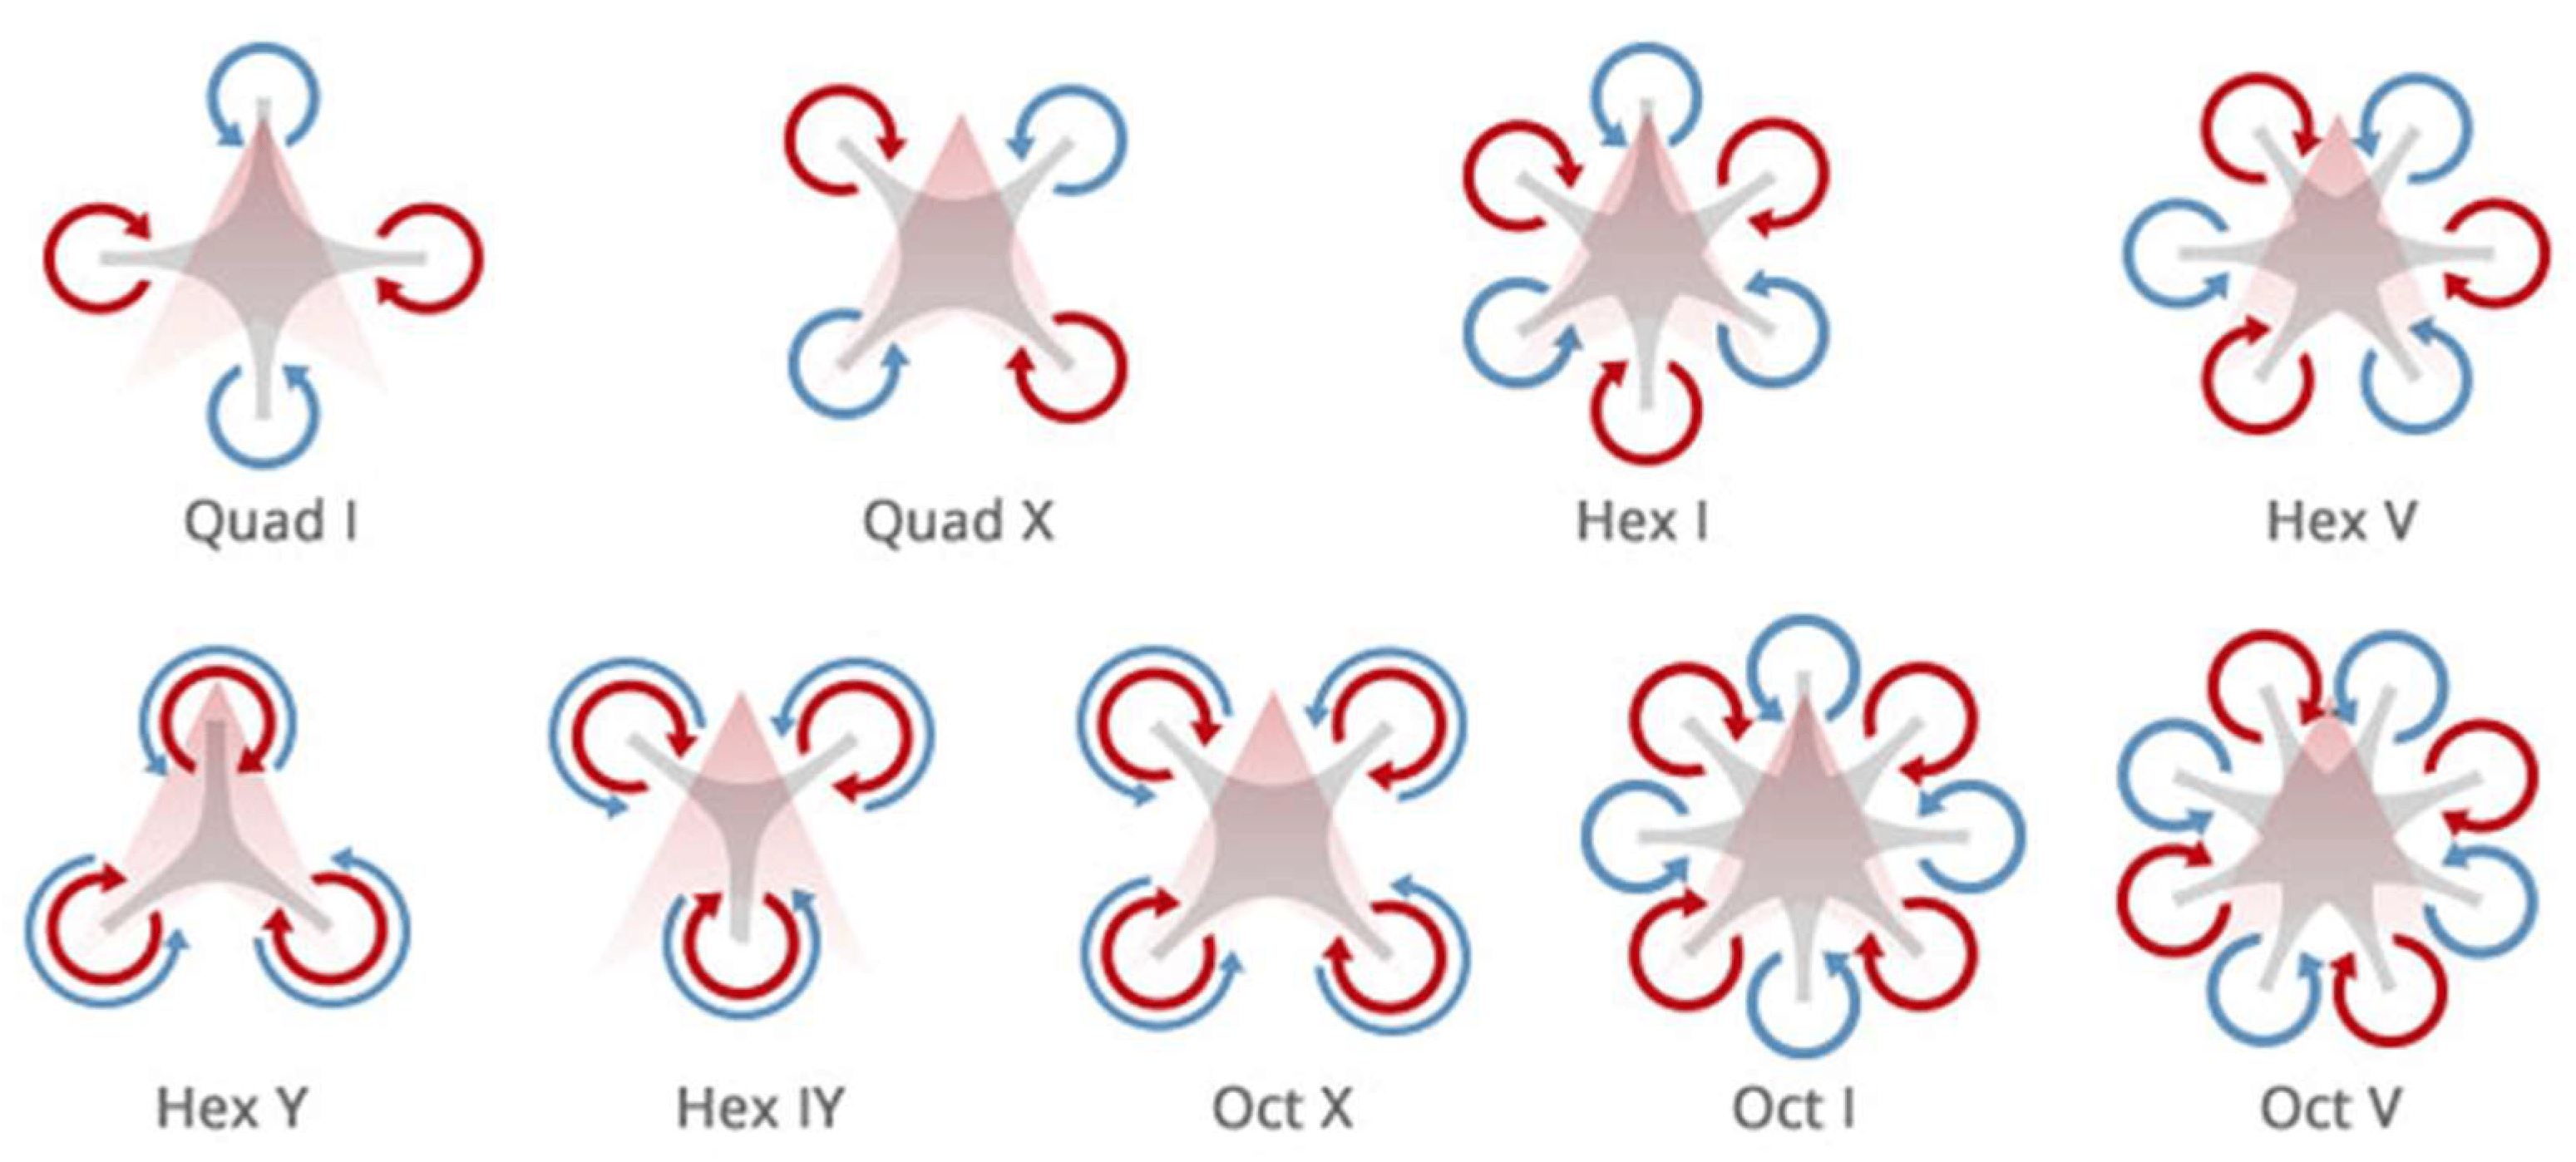 Quad I
Quad X
Hex I
Hex V
Hex Y
Hex IY
Oct X
Oct I
Oct V